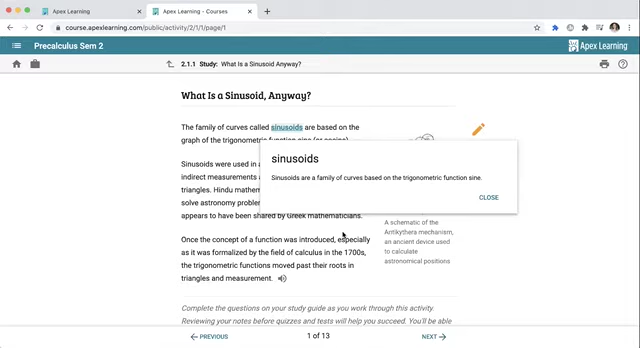 Apex Learning
Apex Learning - Courses
course.apexlearning.com/public/activity/2/1/1/page/1
Precalculus Sem 2
Apex Learning
2.1.1 Study: What Is a Sinusoid Anyway?
What Is a Sinusoid, Anyway?
The family of curves called sinusoids are based on the
graph of the trigonometric function sine (or cosine).
Sinusoids were used in a
indirect measurements a
triangles. Hindu mathem
solve astronomy problem
appears to have been shared by Greek mathematicians.
Once the concept of a function was introduced, especially
as it was formalized by the field of calculus in the 1700s,
the trigonometric functions moved past their roots in
triangles and measurement.
sinusoids
Sinusoids are a family of curves based on the trigonometric function sine.
CLOSE
A schematic of the
Antikythera mechanism,
an ancient device used
to calculate
astronomical positions
Complete the questions on your study guide as you work through this activity.
Reviewing your notes before quizzes and tests will help you succeed. You'll be able
PREVIOUS
1 of 13
NEXT